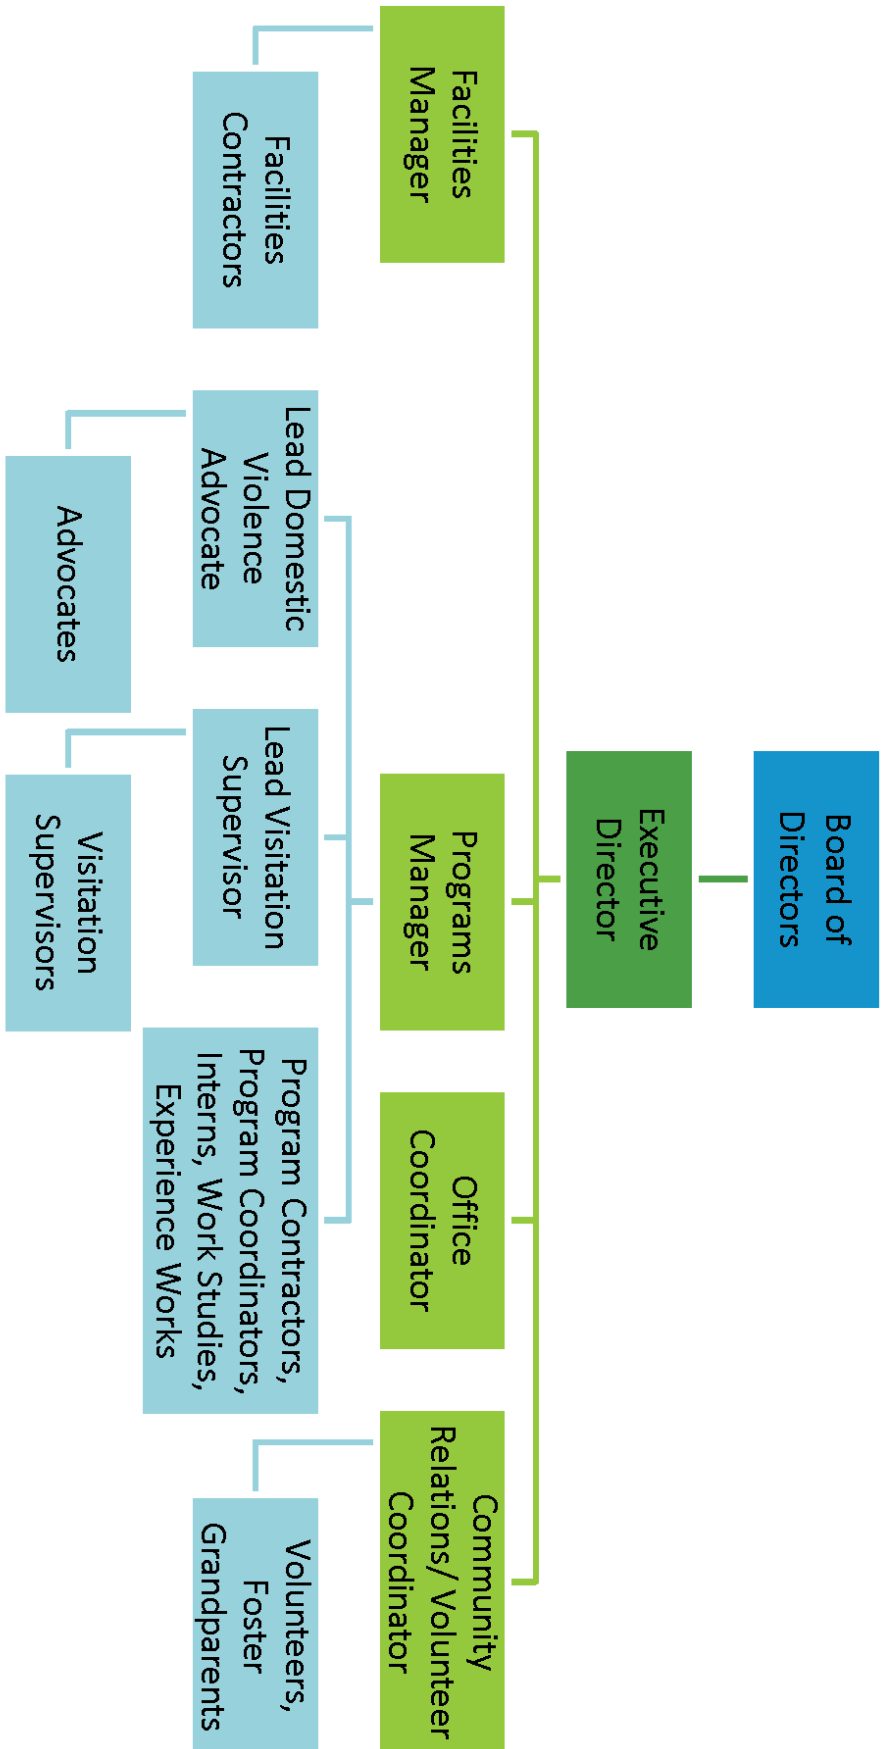 Board of
Directors
Executive
Director
Facilities
Manager
Programs
Manager
Office
Coordinator
Community
Relations/ Volunteer
Coordinator
Facilities
Contractors
Lead Domestic
Violence
Advocate
Lead Visitation
Supervisor
Program Contractors,
Program Coordinators,
Interns, Work Studies,
Experience Works
Volunteers,
Foster
Grandparents
Advocates
Visitation
Supervisors